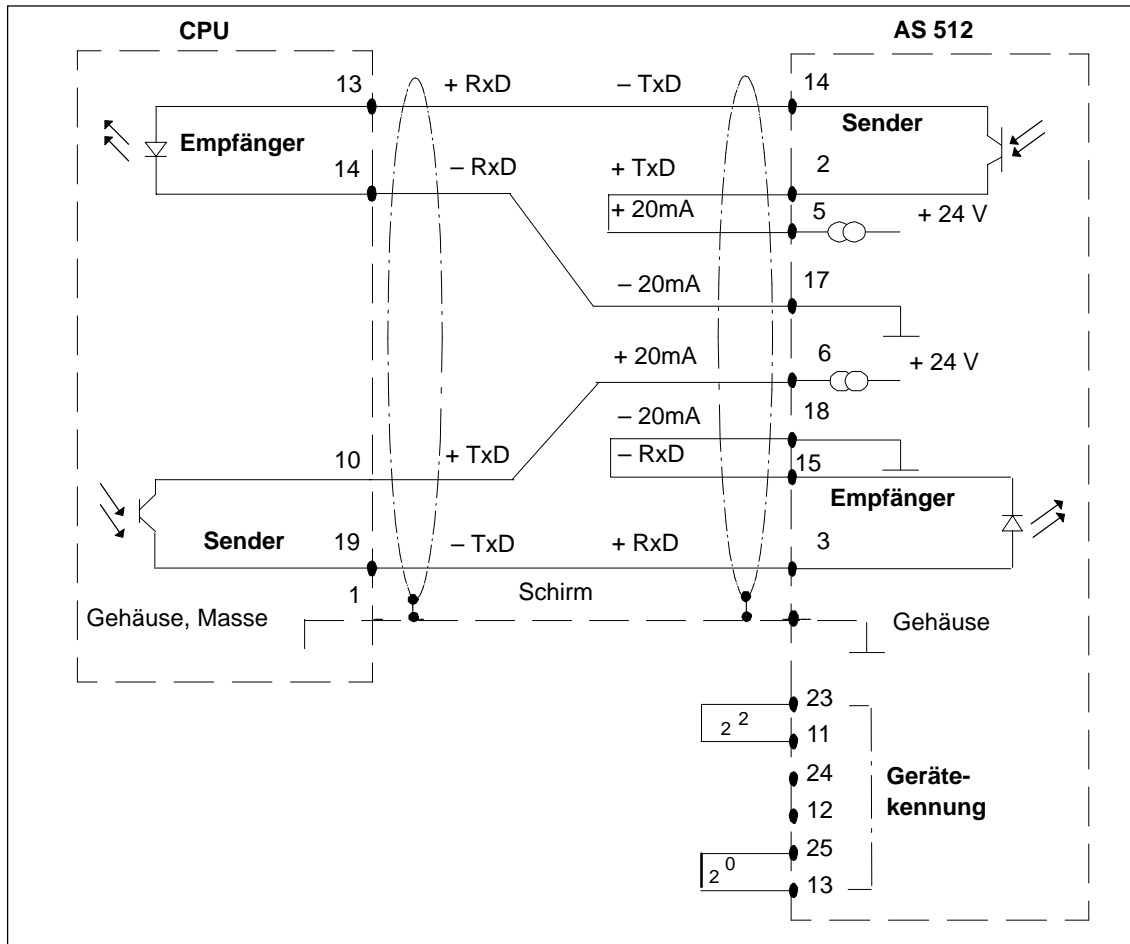 CPU
AS 512
13
+ RxD
– TxD
14
Empfänger
Sender
14
– RxD
+ TxD
2
+ 20mA
5
+ 24 V
– 20mA
17
+ 20mA
6
+ 24 V
– 20mA
18
10
+ TxD
– RxD
15
Empfänger
Sender
19
– TxD
+ RxD
3
1
Schirm
Gehäuse, Masse
Gehäuse
23
2 2
11
24
Geräte-
kennung
12
25
2 0
13